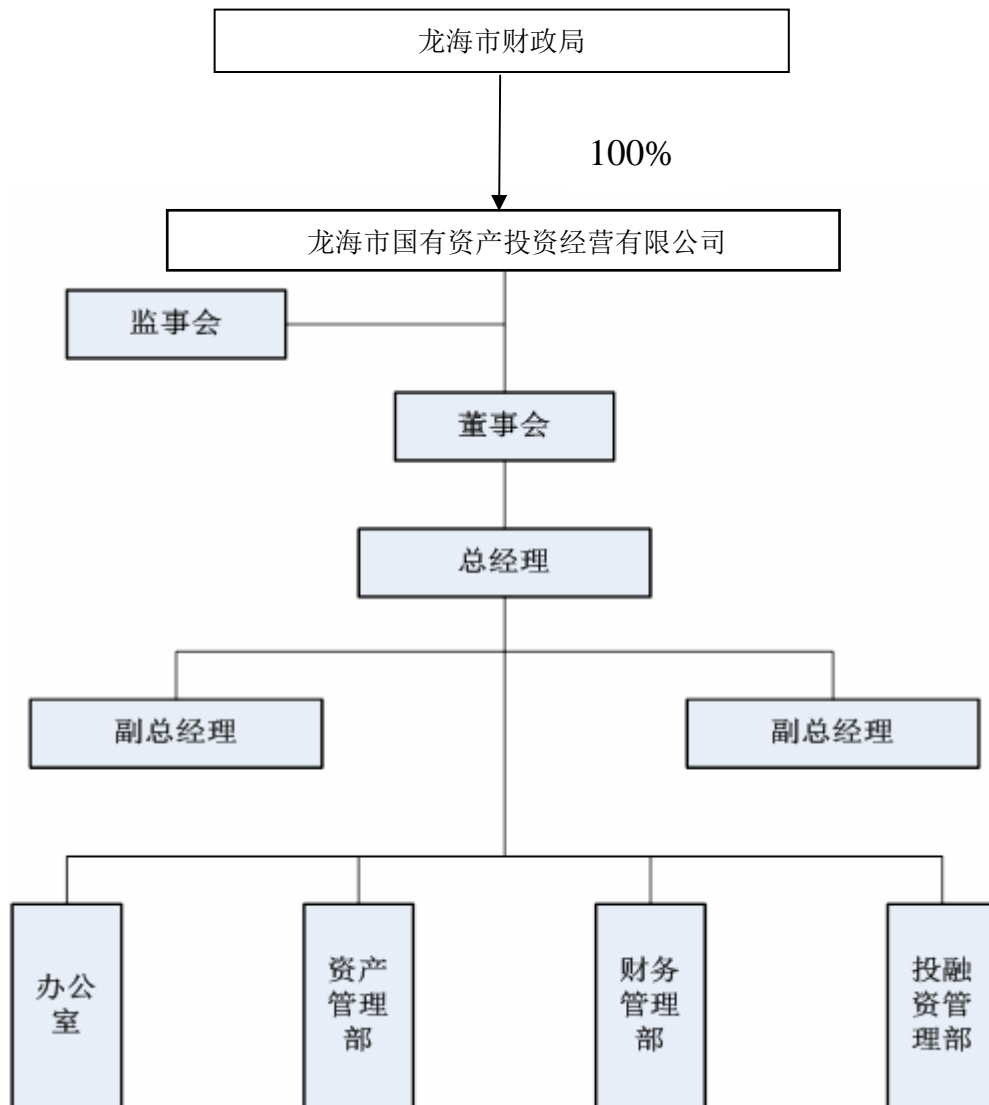 龙海市财政局
100%
龙海市国有资产投资经营有限公司
监事会
董事会
总经理
副总经理
副总经理
办公
室
资产
管理
部
财务
管理
部
投融
资管
理部